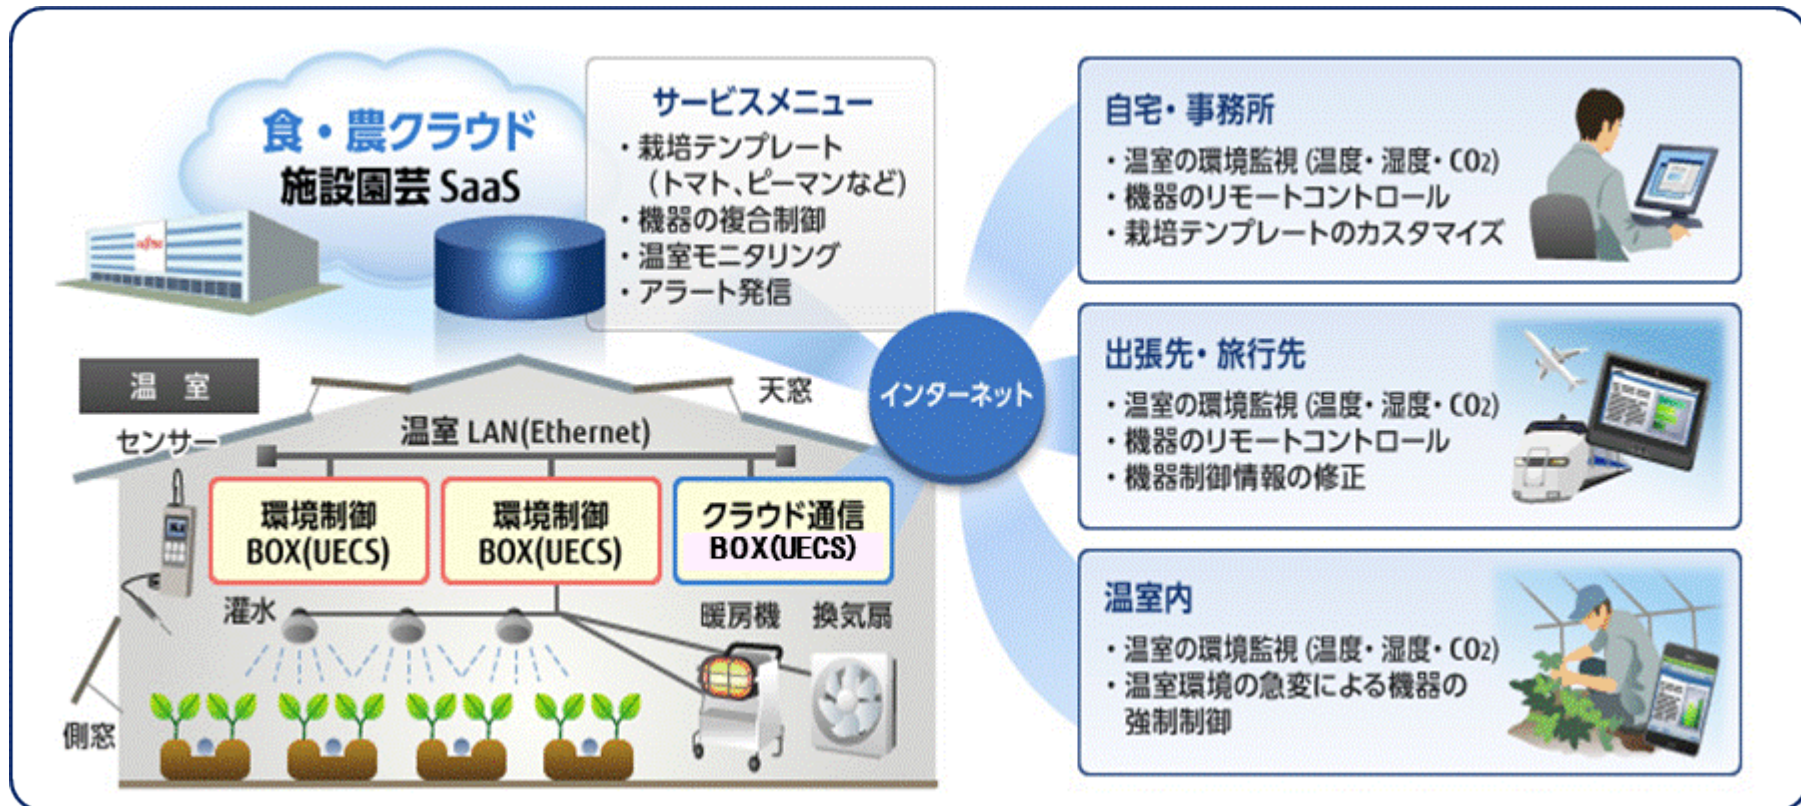 食・農クラウド
施設園芸 SaaS
FUJITSU
サービスメニュー
・栽培テンプレート
（トマト、ピーマンなど）
・機器の複合制御
・温室モニタリング
・アラート発信
温 室
センサー
天窓
温室 LAN(Ethernet)
環境制御
BOX(UECS)
環境制御
BOX(UECS)
クラウド通信
BOX(UECS)
灌水
暖房機
換気扇
側窓
インターネット
自宅・事務所
・温室の環境監視 (温度・湿度・CO2)
・機器のリモートコントロール
・栽培テンプレートのカスタマイズ
出張先・旅行先
・温室の環境監視 (温度・湿度・CO2)
・機器のリモートコントロール
・機器制御情報の修正
温室内
・温室の環境監視 (温度・湿度・CO2)
・温室環境の急変による機器の
強制制御